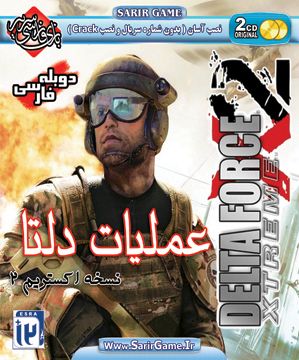 SARIR GAME
نصب آسان ( بدون شماره سریال و نصب Crack)
2CD
ORIGINAL
دوبله
فارسی
DELTA FORCE
XTREME 2
عملیات دلتا
نسخه اکستریم ۲
ESRA
+۱۲
www.SarirGame.Ir